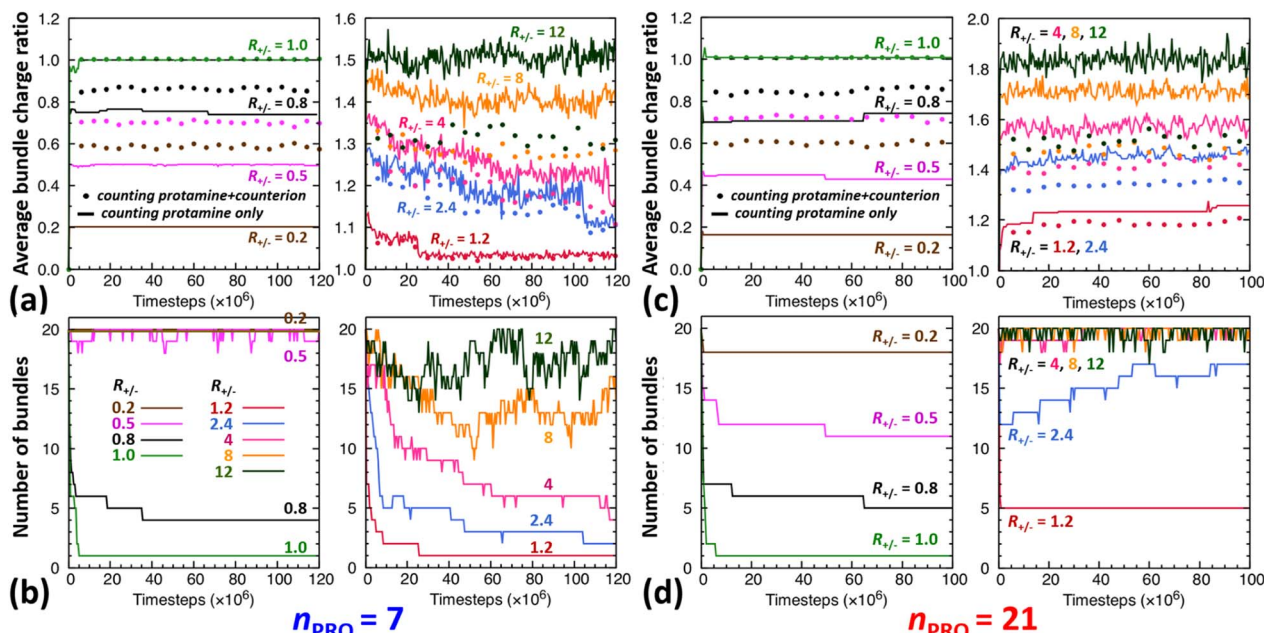 1.2
1.0
0.8
0.6
0.4
0.2
0.0
Average bundle charge ratio
R+/- = 1.0
R+/- = 0.8
R+/- = 0.5
• counting protamine+counterion
— counting protamine only
R+/- = 0.2
0 20 40 60 80 100 120
Timesteps (×10⁶)
(a)
1.6
1.5
1.4
1.3
1.2
1.1
1.0
R+/- = 12
R+/- = 8
R+/- = 4
R+/- = 2.4
R+/- = 1.2
0 20 40 60 80 100 120
Timesteps (×10⁶)
1.2
1.0
0.8
0.6
0.4
0.2
0.0
Average bundle charge ratio
R+/- = 1.0
R+/- = 0.8
R+/- = 0.5
• counting protamine+counterion
— counting protamine only
R+/- = 0.2
0 20 40 60 80 100
Timesteps (×10⁶)
(c)
2.0
1.8
1.6
1.4
1.2
1.0
R+/- = 4, 8, 12
R+/- = 1.2, 2.4
0 20 40 60 80 100
Timesteps (×10⁶)
20
15
10
5
0
Number of bundles
0.2
0.5
R+/- R+/-
0.2 1.2
0.5 2.4
0.8 4
1.0 8
12
0.8
1.0
0 20 40 60 80 100 120
Timesteps (×10⁶)
(b)
20
15
10
5
0
12
8
4
2.4
1.2
0 20 40 60 80 100 120
Timesteps (×10⁶)
20
15
10
5
0
Number of bundles
R+/- = 0.2
R+/- = 0.5
R+/- = 0.8
R+/- = 1.0
0 20 40 60 80 100
Timesteps (×10⁶)
(d)
20
15
10
5
0
R+/- = 4, 8, 12
R+/- = 2.4
R+/- = 1.2
0 20 40 60 80 100
Timesteps (×10⁶)
nPRO = 7
nPRO = 21